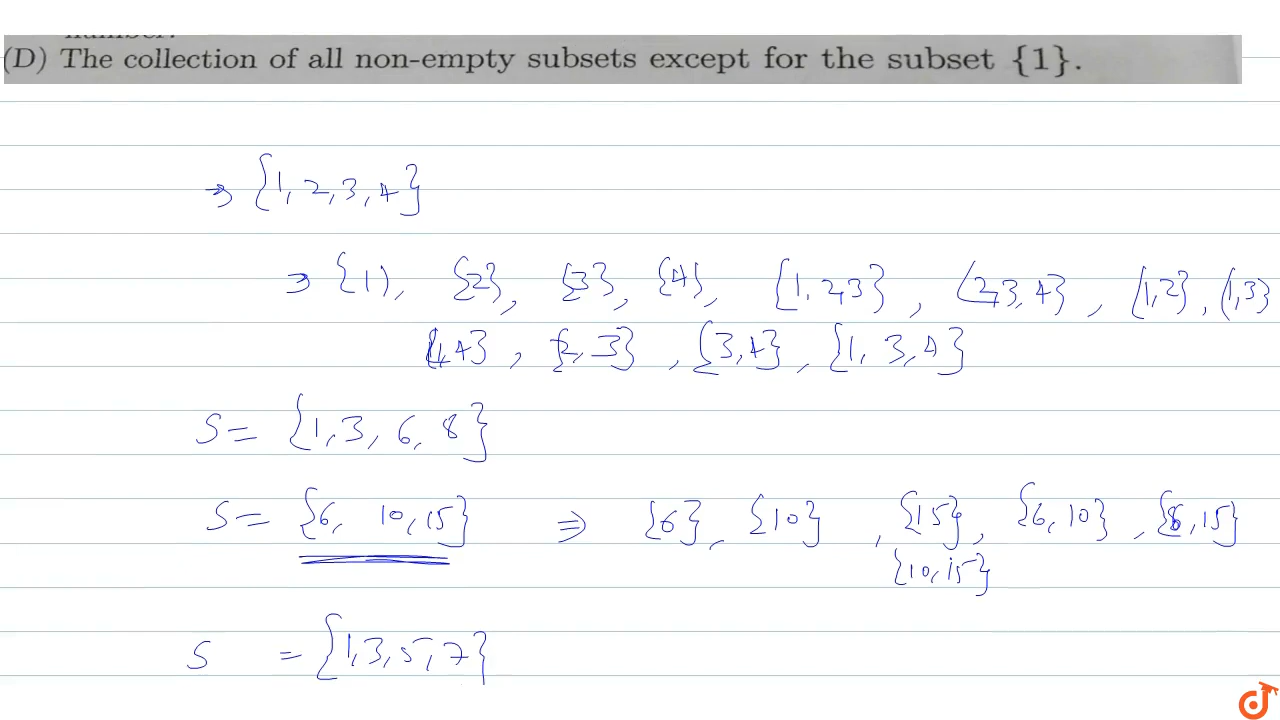 (D) The collection of all non-empty subsets except for the subset {1}.
→ {1, 2, 3, 4}
⇒ {1), {2}, {3}, {4}, {1, 2, 3}, (2, 3, 4}, {1, 2}, (1, 3}
4}, 3}, {3, 4}, {1, 3, 4}
S = {1, 3, 6, 8}
S = {6, 10, 15} ⇒ {6}, {10}, {15}, {6, 10}, {6, 15}
{10, 15}
S = {1, 3, 5, 7}